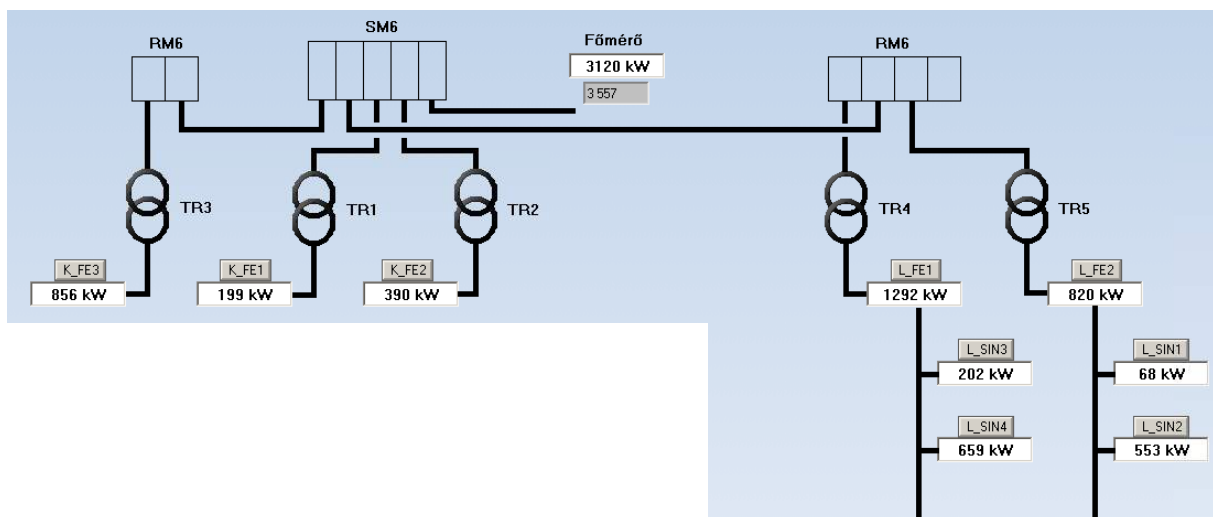 RM6
SM6
Főmérő
3120 kW
3 557
RM6
TR3
TR1
TR2
TR4
TR5
K_FE3
856 kW
K_FE1
199 kW
K_FE2
390 kW
L_FE1
1292 kW
L_FE2
820 kW
L_SIN3
202 kW
L_SIN1
68 kW
L_SIN4
659 kW
L_SIN2
553 kW